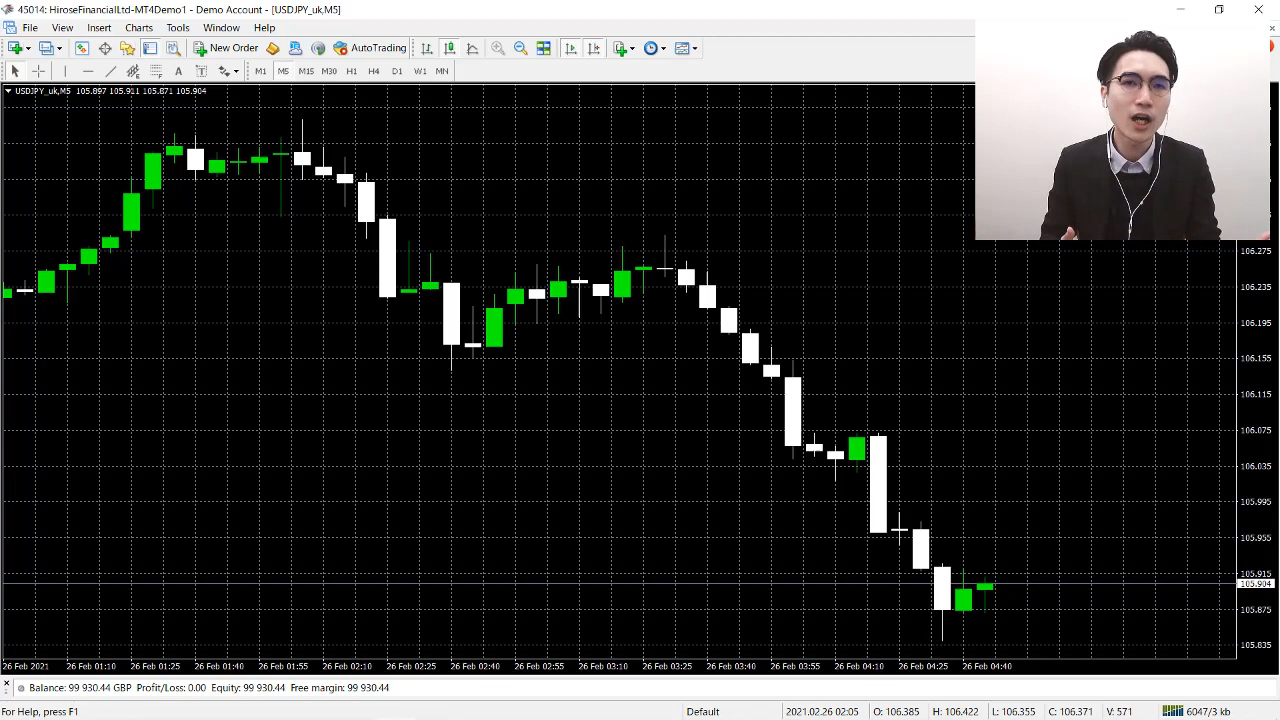 45014: HiroseFinancialLtd-MT4Demo1 - Demo Account - [USDJPY_uk,M5]
File View Insert Charts Tools Window Help
New Order AutoTrading
A T M1 M5 M15 M30 H1 H4 D1 W1 MN
USDJPY_uk,M5 105.897 105.911 105.871 105.904
106.275
106.235
106.195
106.155
106.115
106.075
106.035
105.995
105.955
105.915
105.904
105.875
105.835
26 Feb 2021 26 Feb 01:10 26 Feb 01:25 26 Feb 01:40 26 Feb 01:55 26 Feb 02:10 26 Feb 02:25 26 Feb 02:40 26 Feb 02:55 26 Feb 03:10 26 Feb 03:25 26 Feb 03:40 26 Feb 03:55 26 Feb 04:10 26 Feb 04:25 26 Feb 04:40
Balance: 99 930.44 GBP Profit/Loss: 0.00 Equity: 99 930.44 Free margin: 99 930.44
For Help, press F1 Default 2021.02.26 02:05 O: 106.385 H: 106.422 L: 106.355 C: 106.371 V: 571 6047/3 kb